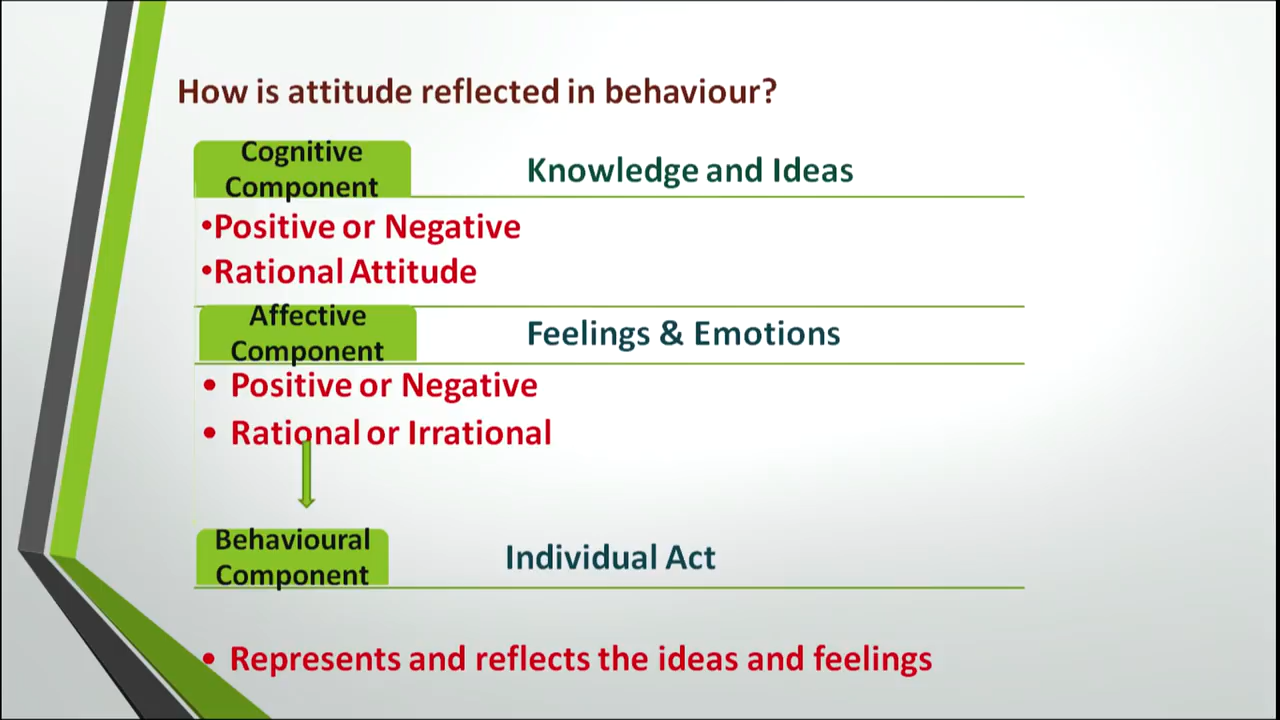 How is attitude reflected in behaviour?
Cognitive
Component
Knowledge and Ideas
•Positive or Negative
•Rational Attitude
Affective
Component
Feelings & Emotions
• Positive or Negative
• Rational or Irrational
Behavioural
Component
Individual Act
• Represents and reflects the ideas and feelings